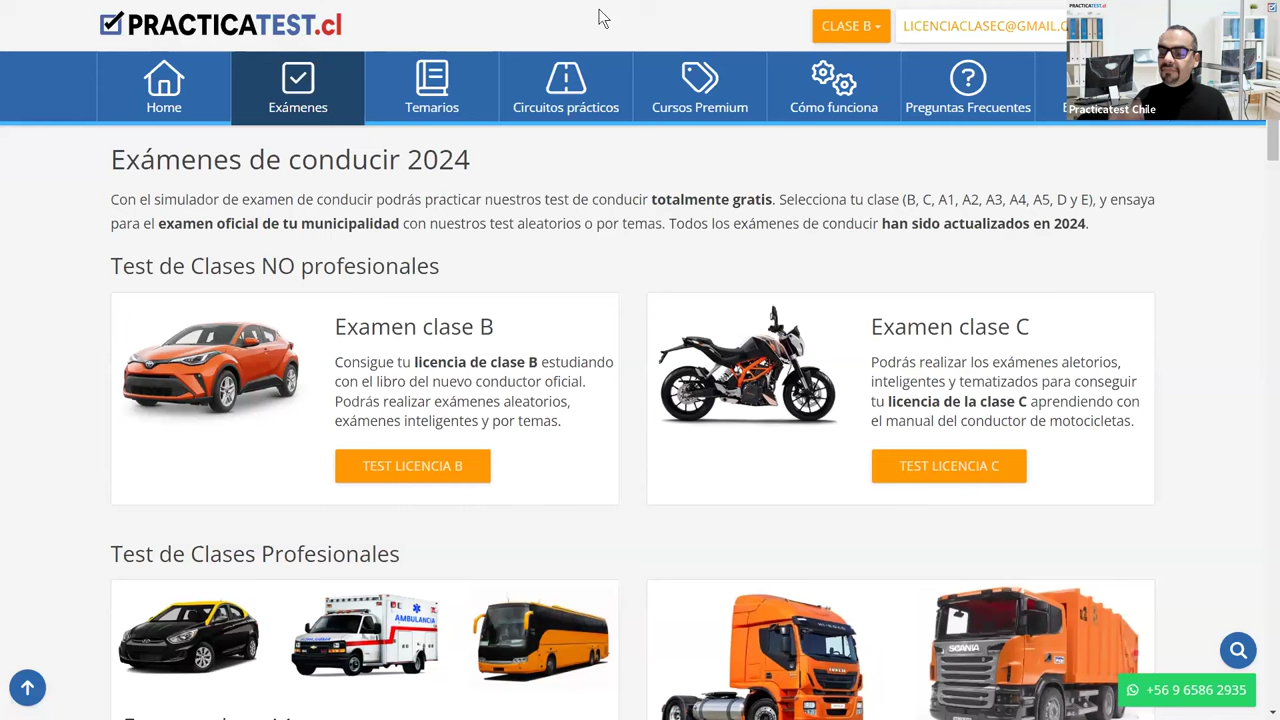 PRACTICATEST.cl
CLASE B
LICENCIACLASEC@GMAIL.C
PRACTICATEST.cl
Practicatest Chile
Home
Exámenes
Temarios
Circuitos prácticos
Cursos Premium
Cómo funciona
Preguntas Frecuentes
Exámenes de conducir 2024
Con el simulador de examen de conducir podrás practicar nuestros test de conducir totalmente gratis. Selecciona tu clase (B, C, A1, A2, A3, A4, A5, D y E), y ensaya
para el examen oficial de tu municipalidad con nuestros test aleatorios o por temas. Todos los exámenes de conducir han sido actualizados en 2024.
Test de Clases NO profesionales
Examen clase B
Consigue tu licencia de clase B estudiando
con el libro del nuevo conductor oficial.
Podrás realizar exámenes aleatorios,
exámenes inteligentes y por temas.
TEST LICENCIA B
Examen clase C
Podrás realizar los exámenes aletorios,
inteligentes y tematizados para conseguir
tu licencia de la clase C aprendiendo con
el manual del conductor de motocicletas.
TEST LICENCIA C
Test de Clases Profesionales
AMBULANCIA
SCANIA
+56 9 6586 2935